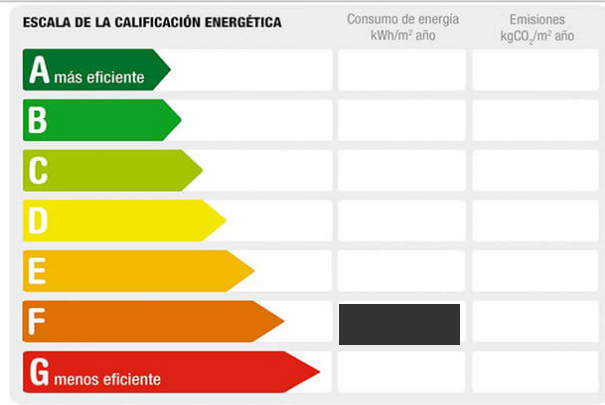 ESCALA DE LA CALIFICACIÓN ENERGÉTICA
Consumo de energía
kWh/m² año
Emisiones
kgCO₂/m² año
A más eficiente
B
C
D
E
F
G menos eficiente